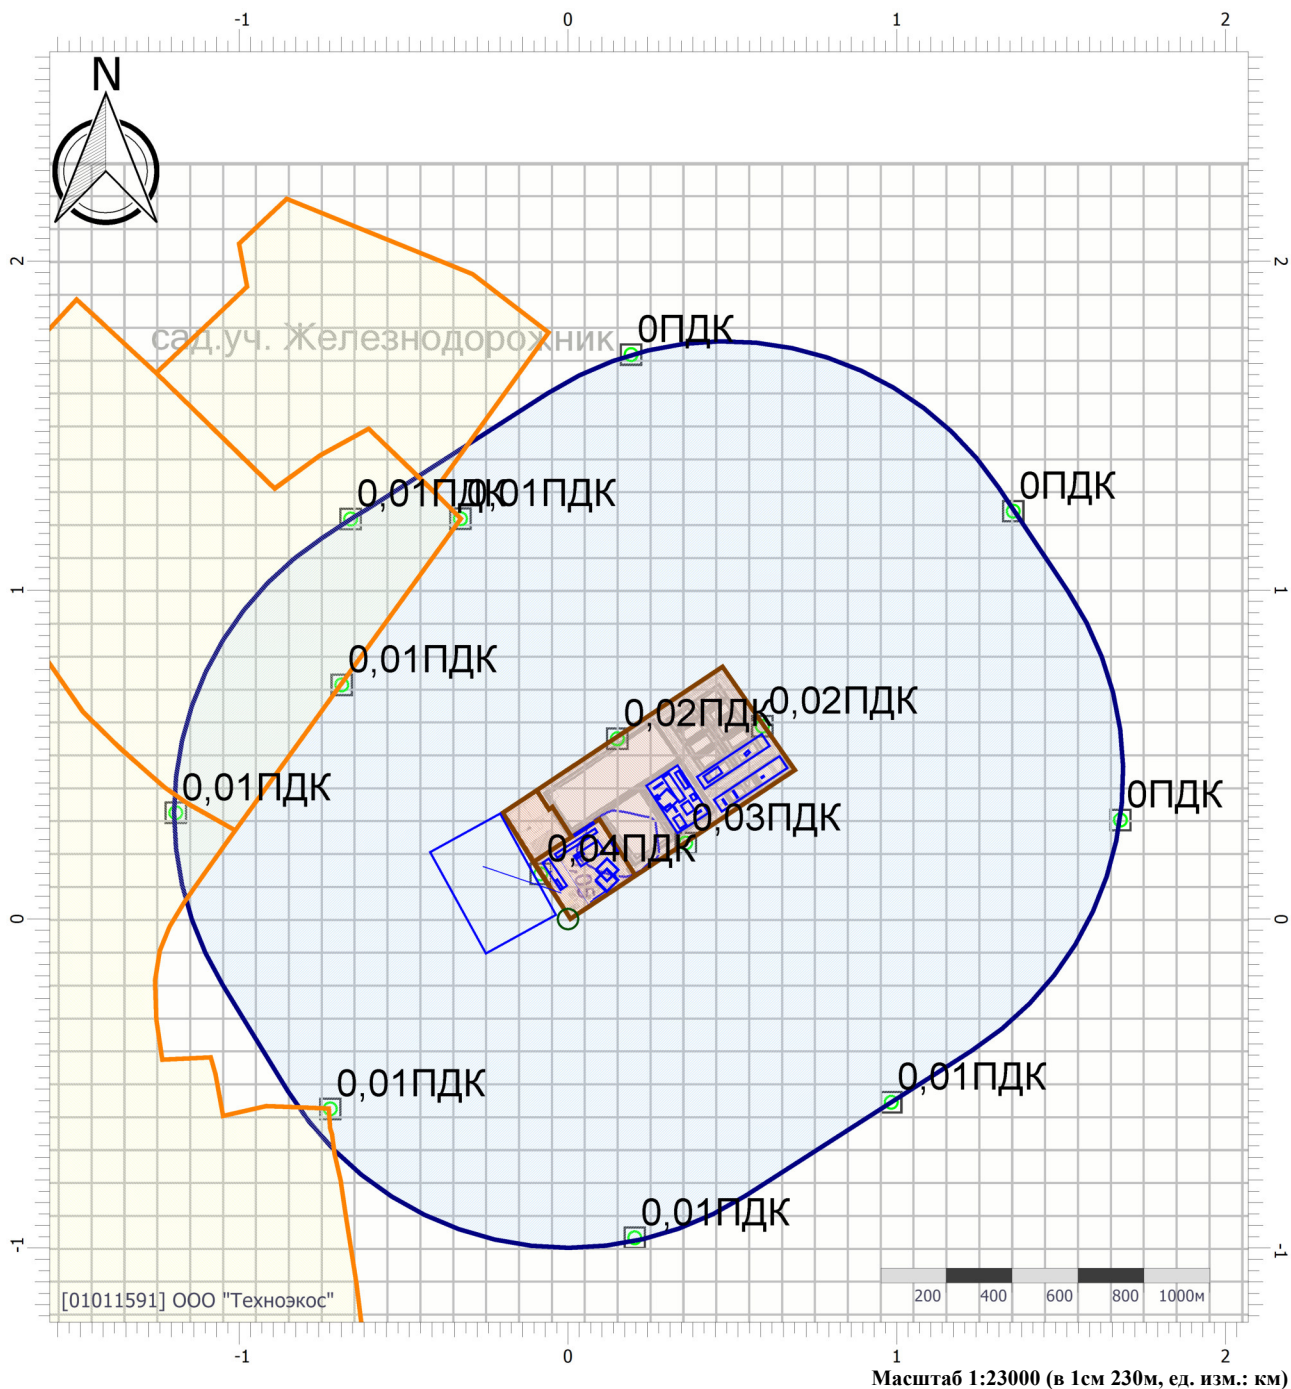 -1 0 1 2
N
2 2
сад.уч. Железнодорожник
0ПДК
0,01ПДК
0,01ПДК
0ПДК
1 1
0,01ПДК
0,02ПДК
0,02ПДК
0,01ПДК
0,03ПДК
0ПДК
0,04ПДК
0 0
0,01ПДК
0,01ПДК
0,01ПДК
-1 -1
[01011591] ООО "Техноэкос"
200 400 600 800 1000м
-1 0 1 2
Масштаб 1:23000 (в 1см 230м, ед. изм.: км)